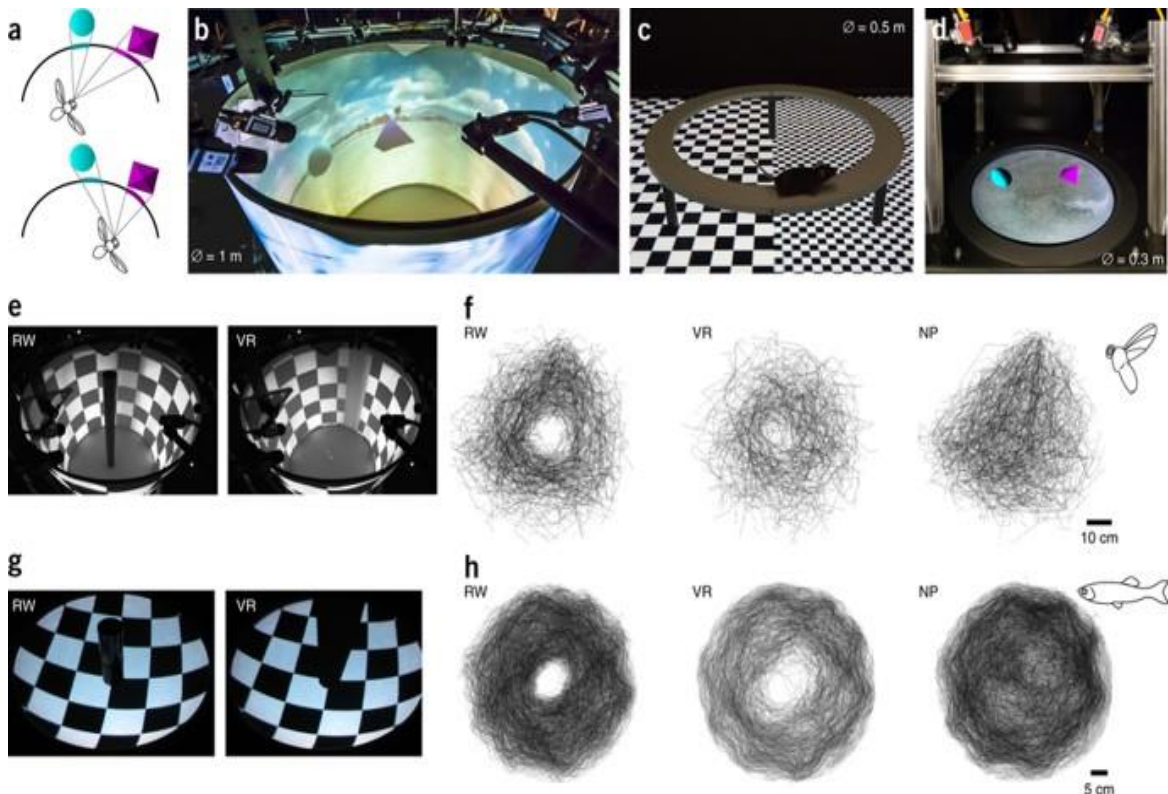 a
b
Ø = 1 m
c
Ø = 0.5 m
d
Ø = 0.3 m
e
RW
VR
f
RW
VR
NP
10 cm
g
RW
VR
h
RW
VR
NP
5 cm